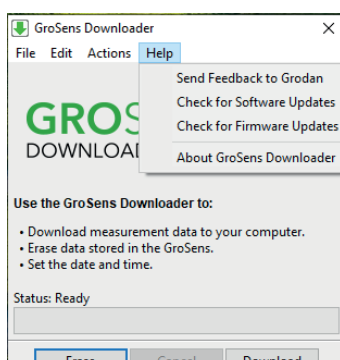 GroSens Downloader
File Edit Actions Help
Send Feedback to Grodan
Check for Software Updates
Check for Firmware Updates
About GroSens Downloader
GROS
DOWNLOA
Use the GroSens Downloader to:
• Download measurement data to your computer.
• Erase data stored in the GroSens.
• Set the date and time.
Status: Ready
Erase Cancel Download